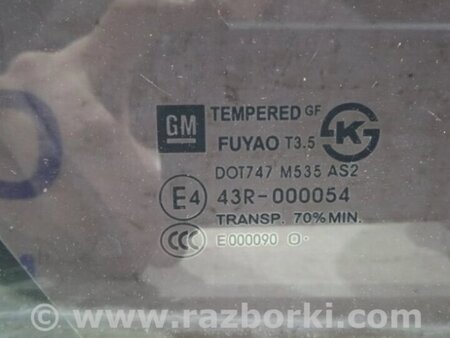 GM TEMPERED GF
FUYAO T3.5 KS
DOT747 M535 AS2
E4 43R-000054
TRANSP. 70% MIN.
CCC E000090 O.
www.razborki.com